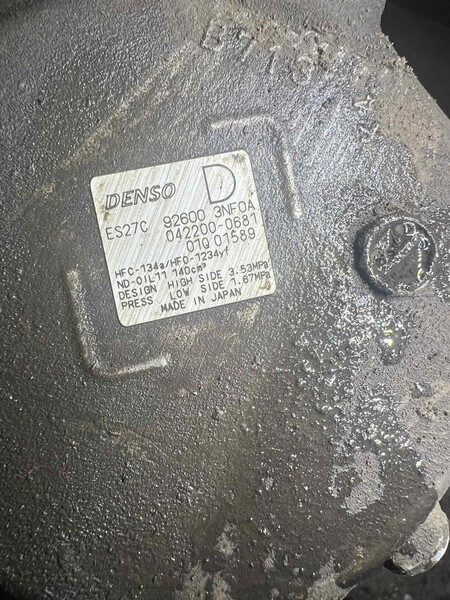 DENSO D
ES27C 92600 3NF0A
042200-0681
01Q 01589
HFC-134a/HFO-1234yf
ND-OIL11 140cm³
DESIGN HIGH SIDE 3.53MPa
PRESS LOW SIDE 1.67MPa
MADE IN JAPAN